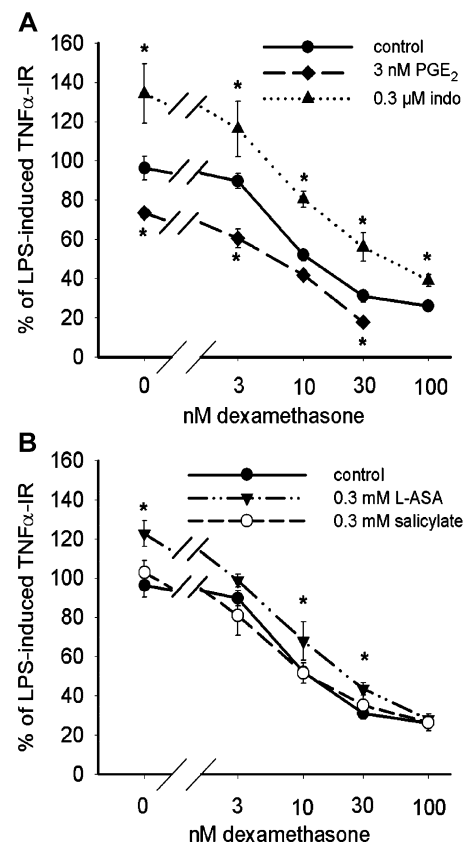 A
% of LPS-induced TNFα-IR
160
140
120
100
80
60
40
20
0
control
3 nM PGE₂
0.3 µM indo
* * * * *
* * *
0 3 10 30 100
nM dexamethasone
B
% of LPS-induced TNFα-IR
160
140
120
100
80
60
40
20
0
control
0.3 mM L-ASA
0.3 mM salicylate
* * *
0 3 10 30 100
nM dexamethasone